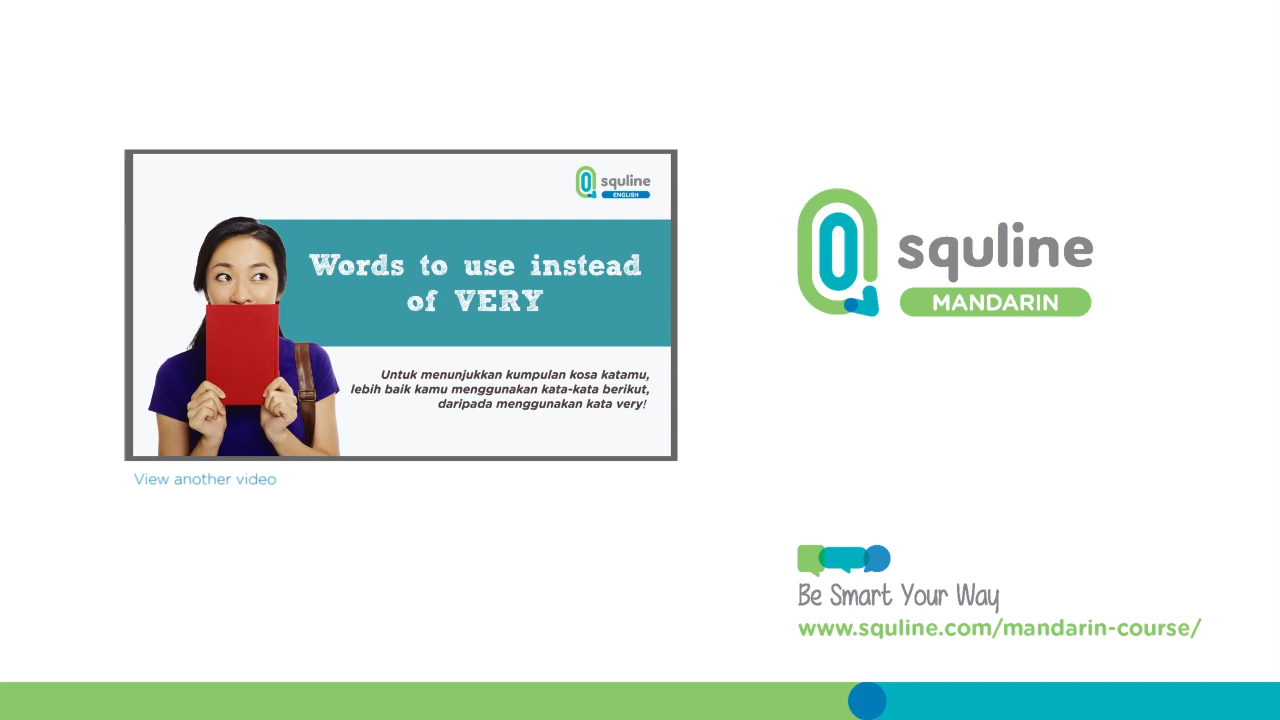 squline
ENGLISH
Words to use instead
of VERY
Untuk menunjukkan kumpulan kosa katamu,
lebih baik kamu menggunakan kata-kata berikut,
daripada menggunakan kata very!
View another video
squline
MANDARIN
Be Smart Your Way
www.squline.com/mandarin-course/